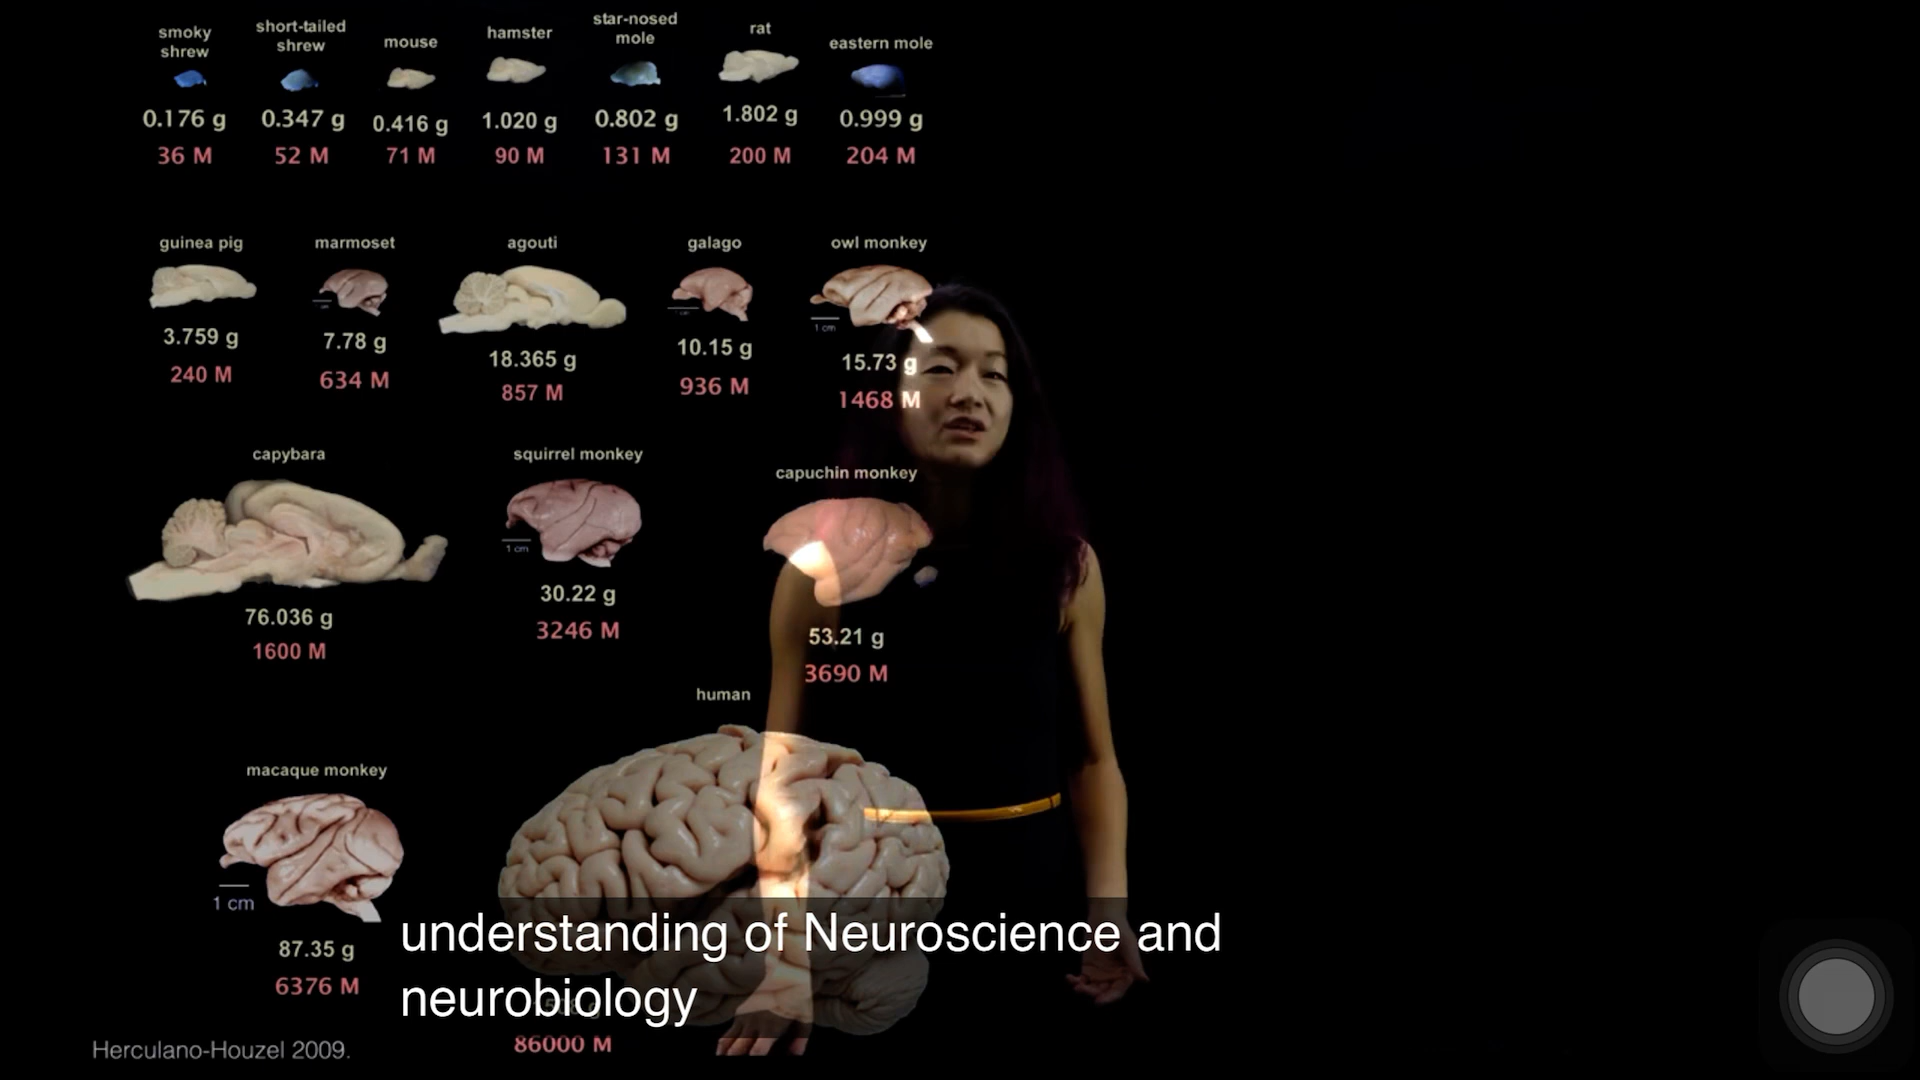 smoky
shrew
0.176 g
36 M
short-tailed
shrew
0.347 g
52 M
mouse
0.416 g
71 M
hamster
1.020 g
90 M
star-nosed
mole
0.802 g
131 M
rat
1.802 g
200 M
eastern mole
0.999 g
204 M
guinea pig
3.759 g
240 M
marmoset
7.78 g
634 M
agouti
18.365 g
857 M
galago
10.15 g
936 M
owl monkey
1 cm
15.73 g
1468 M
capybara
76.036 g
1600 M
squirrel monkey
1 cm
30.22 g
3246 M
capuchin monkey
53.21 g
3690 M
macaque monkey
1 cm
87.35 g
6376 M
human
86000 M
understanding of Neuroscience and
neurobiology
Herculano-Houzel 2009.